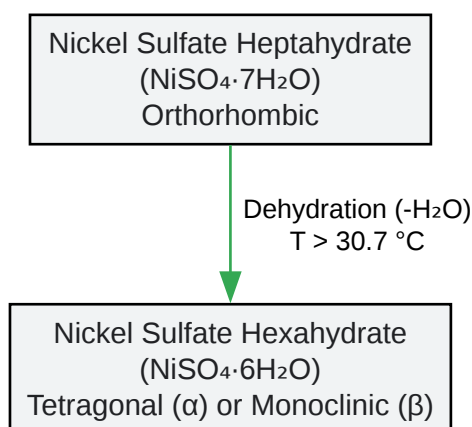 Nickel Sulfate Heptahydrate
(NiSO₄·7H₂O)
Orthorhombic
Dehydration (-H₂O)
T > 30.7 °C
Nickel Sulfate Hexahydrate
(NiSO₄·6H₂O)
Tetragonal (α) or Monoclinic (β)